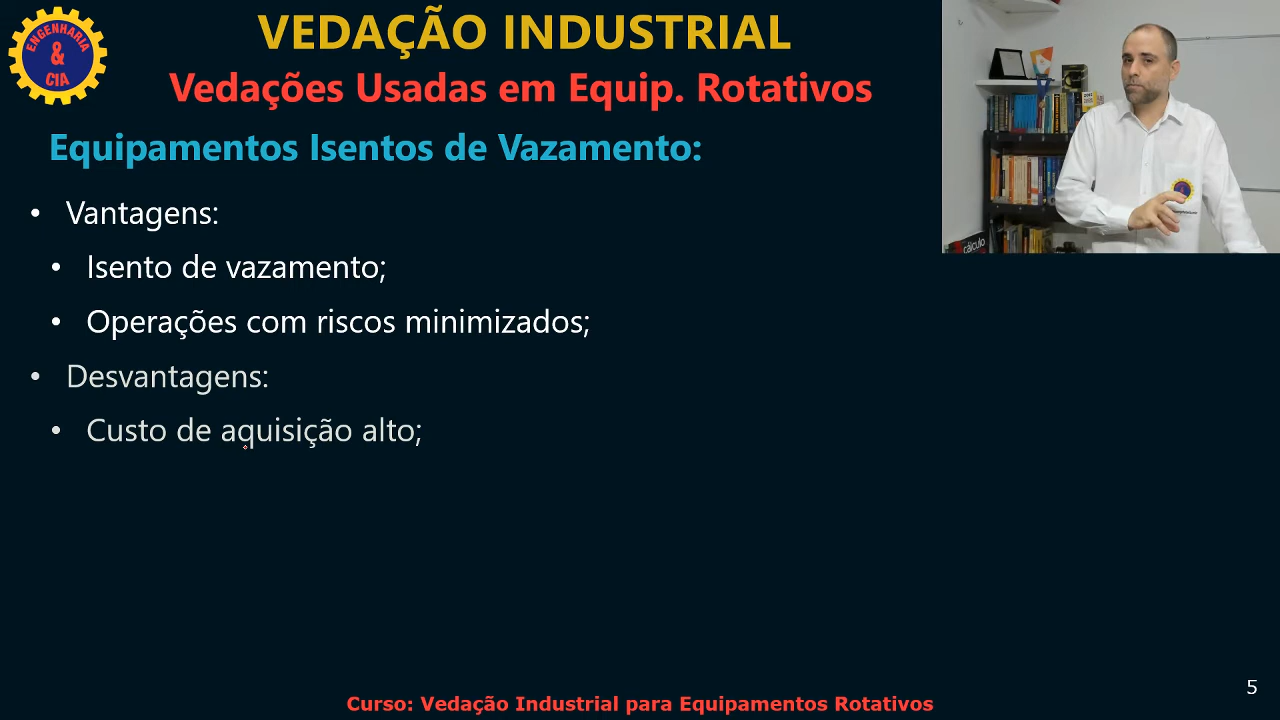 ENGENHARIA
&
CIA
VEDAÇÃO INDUSTRIAL
Vedações Usadas em Equip. Rotativos
Equipamentos Isentos de Vazamento:
• Vantagens:
• Isento de vazamento;
• Operações com riscos minimizados;
• Desvantagens:
• Custo de aquisição alto;
cálculo
5
Curso: Vedação Industrial para Equipamentos Rotativos